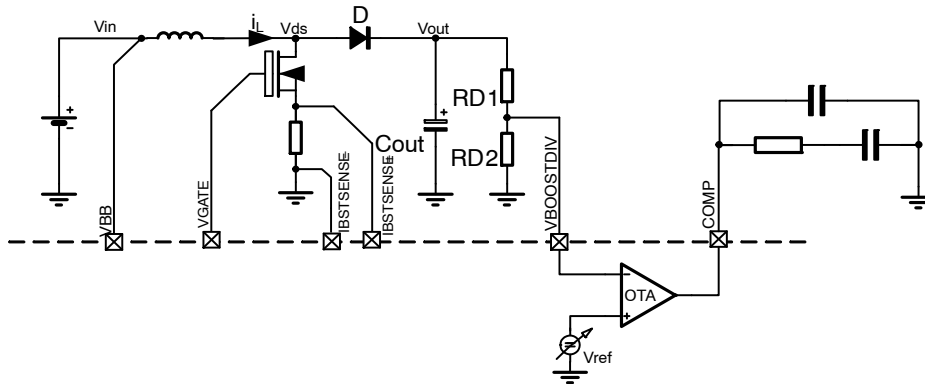 Vin
iL
Vds
D
Vout
RD1
RD2
Cout
+
-
+
VBB
VGATE
IBSTSENSE-
IBSTSENSE+
VBOOSTDIV
COMP
-
OTA
+
=
Vref